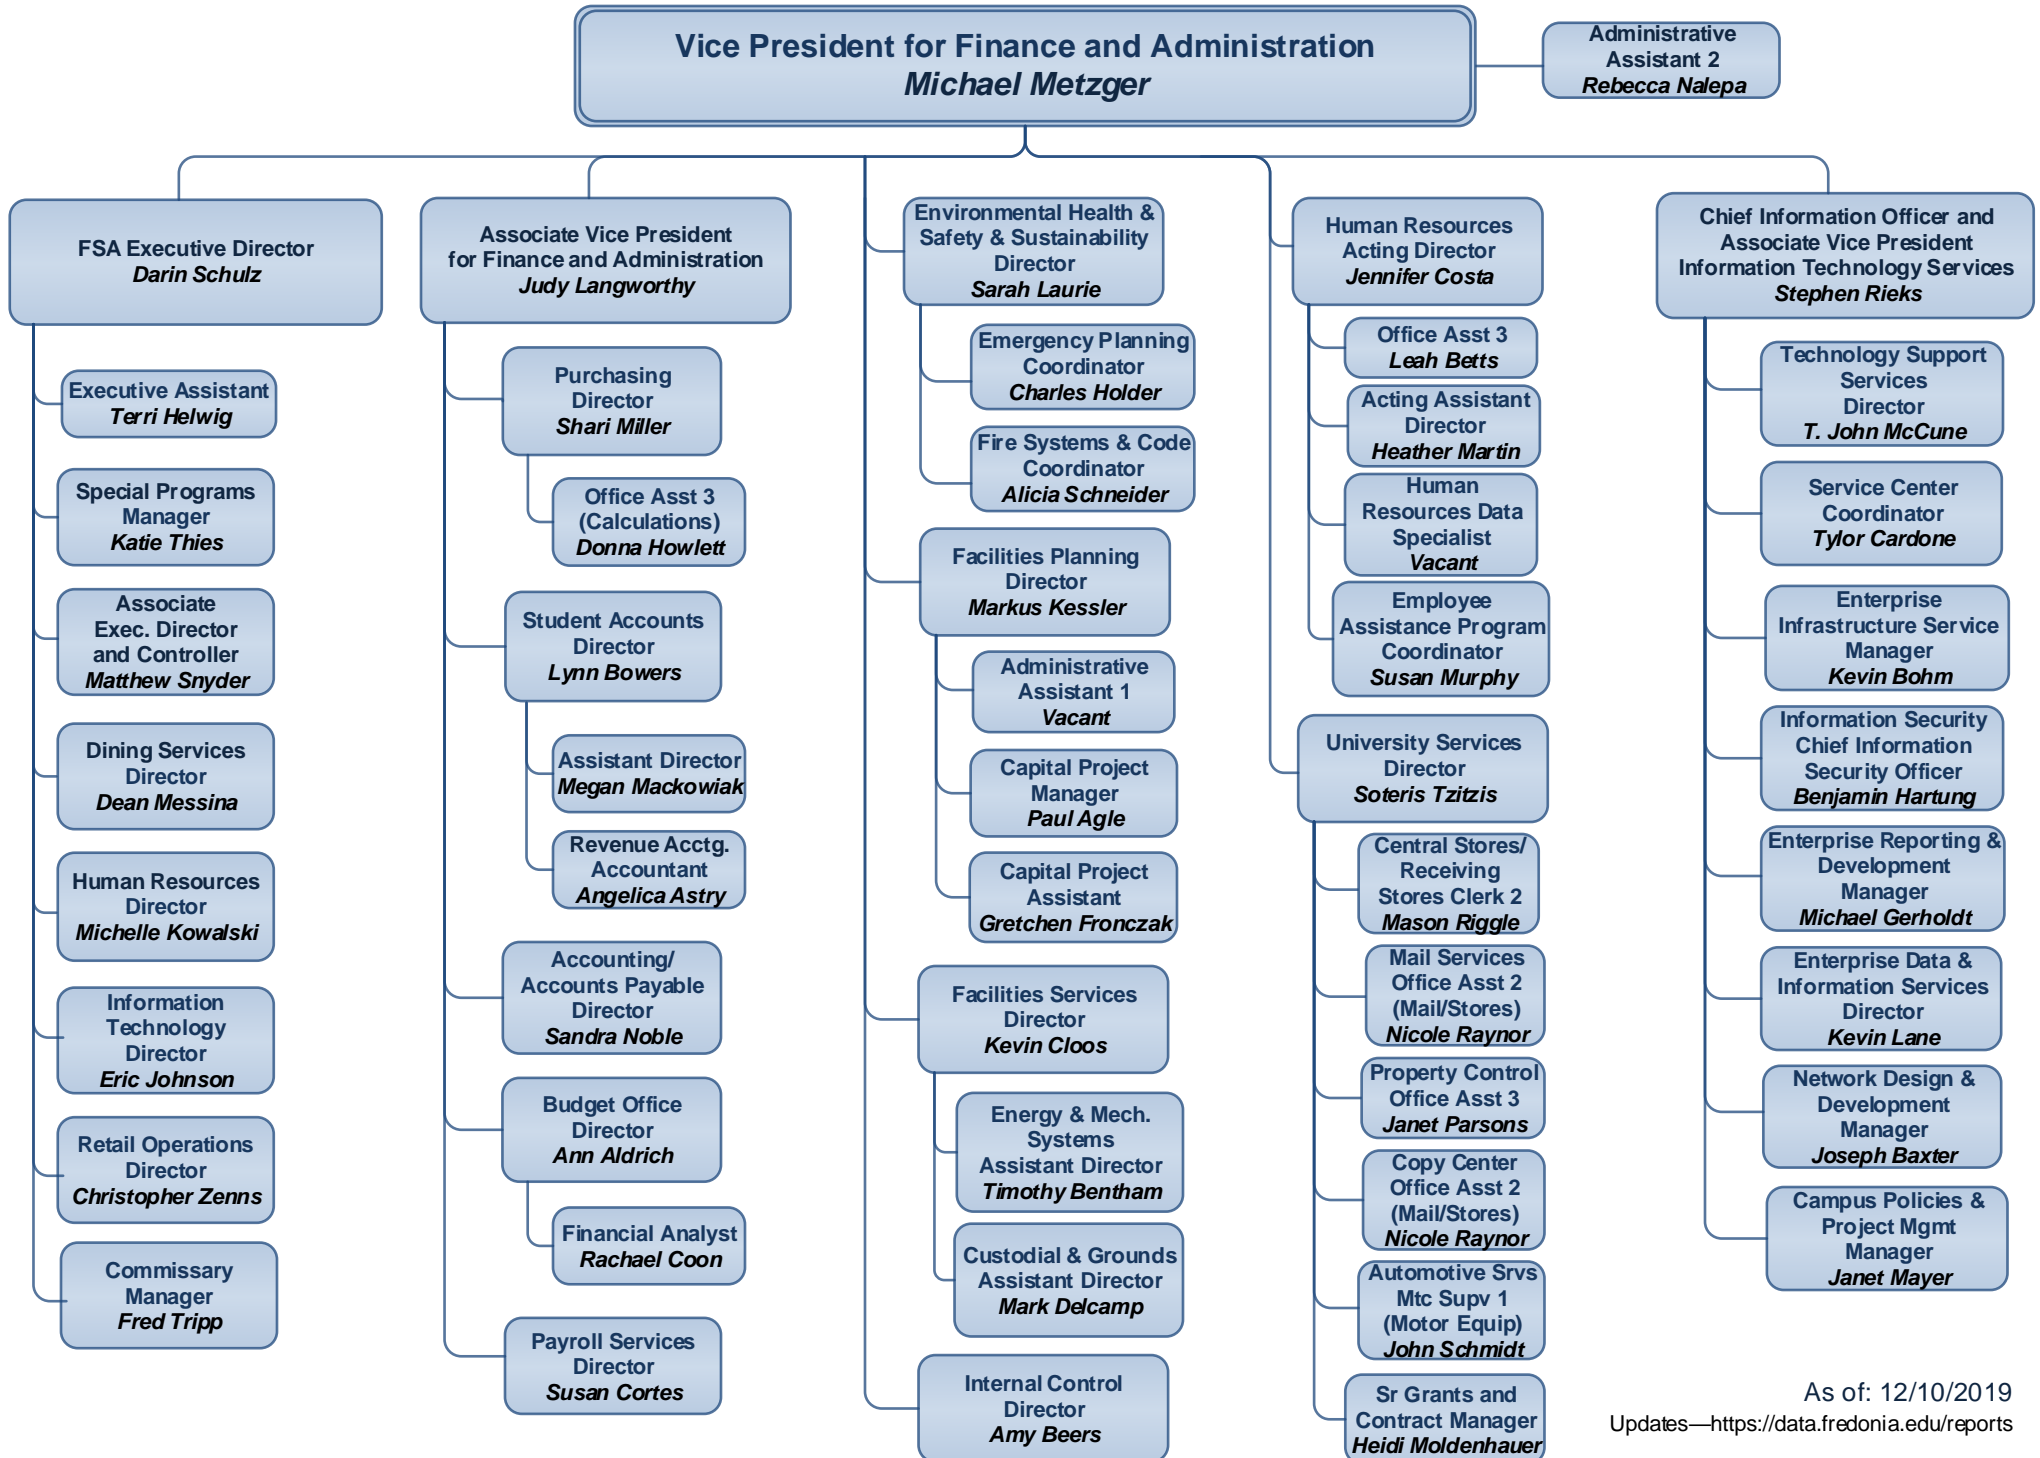 Vice President for Finance and Administration
Michael Metzger
Administrative
Assistant 2
Rebecca Nalepa
FSA Executive Director
Darin Schulz
Executive Assistant
Terri Helwig
Special Programs
Manager
Katie Thies
Associate
Exec. Director
and Controller
Matthew Snyder
Dining Services
Director
Dean Messina
Human Resources
Director
Michelle Kowalski
Information
Technology
Director
Eric Johnson
Retail Operations
Director
Christopher Zenns
Commissary
Manager
Fred Tripp
Associate Vice President
for Finance and Administration
Judy Langworthy
Purchasing
Director
Shari Miller
Office Asst 3
(Calculations)
Donna Howlett
Student Accounts
Director
Lynn Bowers
Assistant Director
Megan Mackowiak
Revenue Acctg.
Accountant
Angelica Astry
Accounting/
Accounts Payable
Director
Sandra Noble
Budget Office
Director
Ann Aldrich
Financial Analyst
Rachael Coon
Payroll Services
Director
Susan Cortes
Environmental Health &
Safety & Sustainability
Director
Sarah Laurie
Emergency Planning
Coordinator
Charles Holder
Fire Systems & Code
Coordinator
Alicia Schneider
Facilities Planning
Director
Markus Kessler
Administrative
Assistant 1
Vacant
Capital Project
Manager
Paul Agle
Capital Project
Assistant
Gretchen Fronczak
Facilities Services
Director
Kevin Cloos
Energy & Mech.
Systems
Assistant Director
Timothy Bentham
Custodial & Grounds
Assistant Director
Mark Delcamp
Internal Control
Director
Amy Beers
Human Resources
Acting Director
Jennifer Costa
Office Asst 3
Leah Betts
Acting Assistant
Director
Heather Martin
Human
Resources Data
Specialist
Vacant
Employee
Assistance Program
Coordinator
Susan Murphy
University Services
Director
Soteris Tzitzis
Central Stores/
Receiving
Stores Clerk 2
Mason Riggle
Mail Services
Office Asst 2
(Mail/Stores)
Nicole Raynor
Property Control
Office Asst 3
Janet Parsons
Copy Center
Office Asst 2
(Mail/Stores)
Nicole Raynor
Automotive Srvs
Mtc Supv 1
(Motor Equip)
John Schmidt
Sr Grants and
Contract Manager
Heidi Moldenhauer
Chief Information Officer and
Associate Vice President
Information Technology Services
Stephen Rieks
Technology Support
Services
Director
T. John McCune
Service Center
Coordinator
Tylor Cardone
Enterprise
Infrastructure Service
Manager
Kevin Bohm
Information Security
Chief Information
Security Officer
Benjamin Hartung
Enterprise Reporting &
Development
Manager
Michael Gerholdt
Enterprise Data &
Information Services
Director
Kevin Lane
Network Design &
Development
Manager
Joseph Baxter
Campus Policies &
Project Mgmt
Manager
Janet Mayer
As of: 12/10/2019
Updates—https://data.fredonia.edu/reports